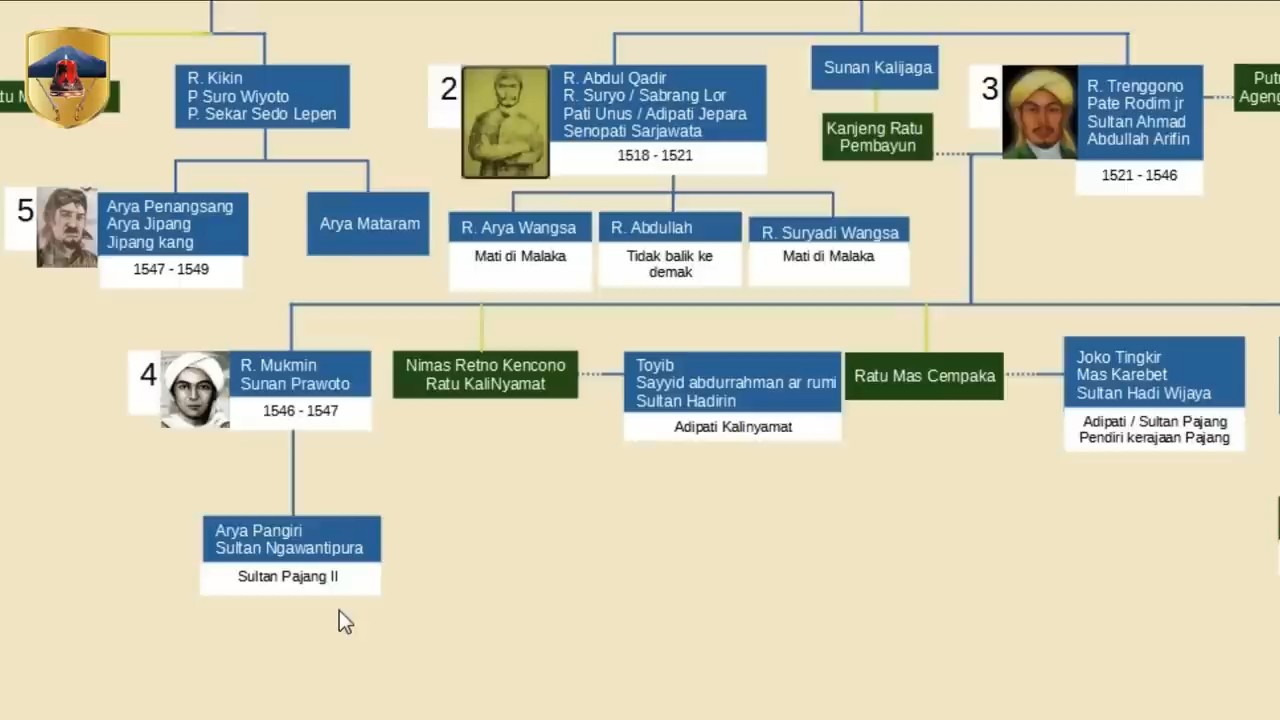 R. Kikin
P Suro Wiyoto
P. Sekar Sedo Lepen
2
R. Abdul Qadir
R. Suryo / Sabrang Lor
Pati Unus / Adipati Jepara
Senopati Sarjawata
1518 - 1521
Sunan Kalijaga
Kanjeng Ratu
Pembayun
3
R. Trenggono
Pate Rodim jr
Sultan Ahmad
Abdullah Arifin
1521 - 1546
5
Arya Penangsang
Arya Jipang
Jipang kang
1547 - 1549
Arya Mataram
R. Arya Wangsa
Mati di Malaka
R. Abdullah
Tidak balik ke
demak
R. Suryadi Wangsa
Mati di Malaka
4
R. Mukmin
Sunan Prawoto
1546 - 1547
Nimas Retno Kencono
Ratu KaliNyamat
Toyib
Sayyid abdurrahman ar rumi
Sultan Hadirin
Adipati Kalinyamat
Ratu Mas Cempaka
Joko Tingkir
Mas Karebet
Sultan Hadi Wijaya
Adipati / Sultan Pajang
Pendiri kerajaan Pajang
Arya Pangiri
Sultan Ngawantipura
Sultan Pajang II